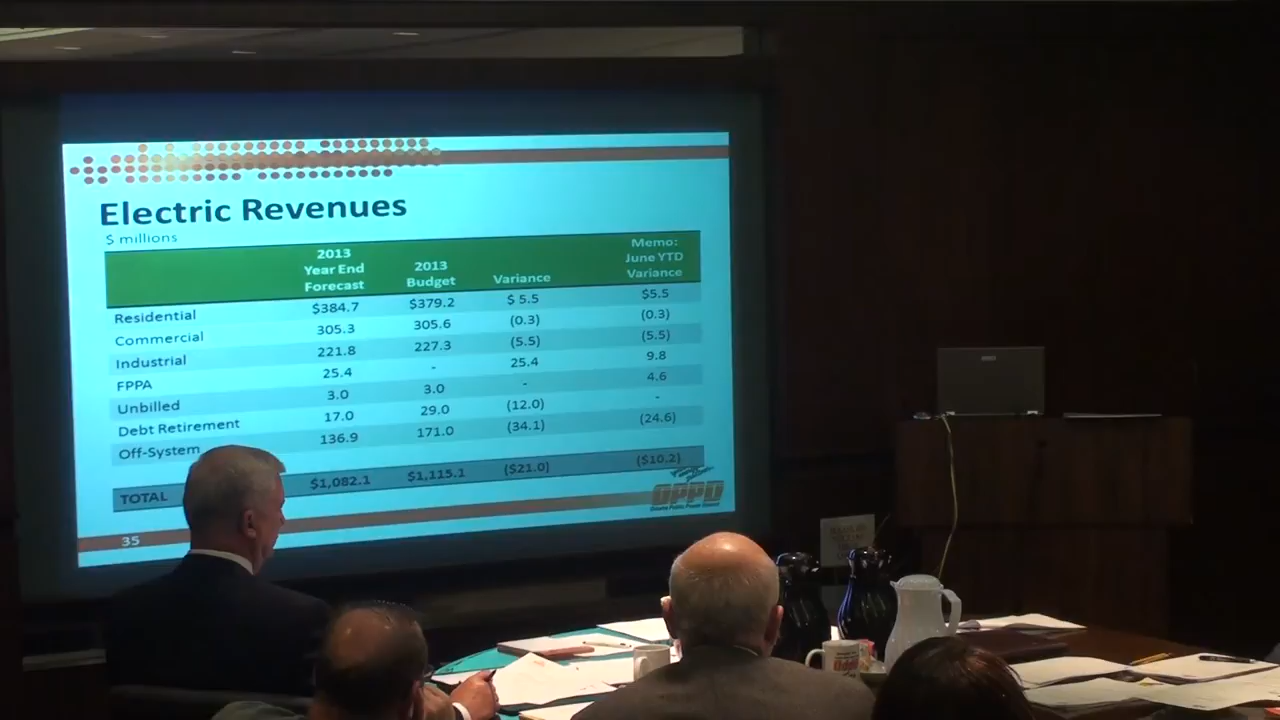 Electric Revenues
$ millions
2013 Year End Forecast 2013 Budget Variance Memo: June YTD Variance
Residential $384.7 $379.2 $ 5.5 $5.5
Commercial 305.3 305.6 (0.3) (0.3)
Industrial 221.8 227.3 (5.5) (5.5)
FPPA 25.4 - 25.4 9.8
Unbilled 3.0 3.0 - 4.6
Debt Retirement 17.0 29.0 (12.0) -
Off-System 136.9 171.0 (34.1) (24.6)
TOTAL $1,082.1 $1,115.1 ($21.0) ($10.2)
OPPD
Omaha Public Power District
35